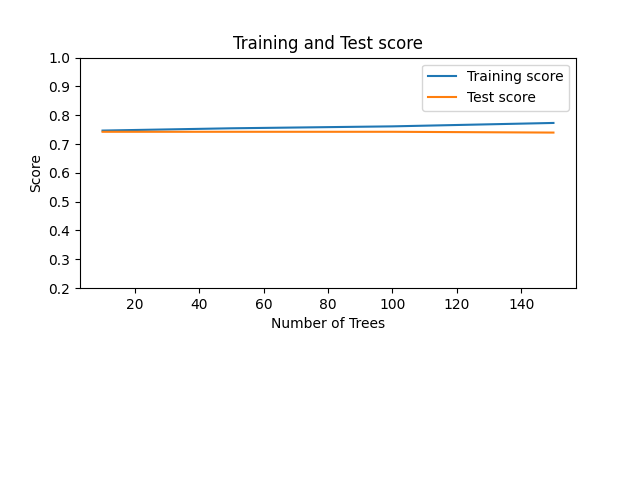 Training and Test score
1.0
0.9
0.8
0.7
0.6
0.5
0.4
0.3
0.2
Score
Training score
Test score
20 40 60 80 100 120 140
Number of Trees